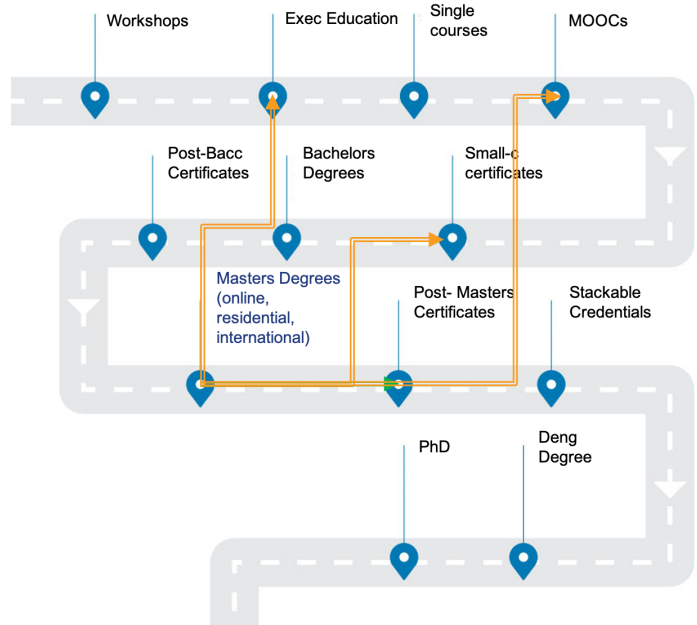 Workshops
Exec Education
Single
courses
MOOCs
Post-Bacc
Certificates
Bachelors
Degrees
Small-c
certificates
Masters Degrees
(online,
residential,
international)
Post- Masters
Certificates
Stackable
Credentials
PhD
Deng
Degree